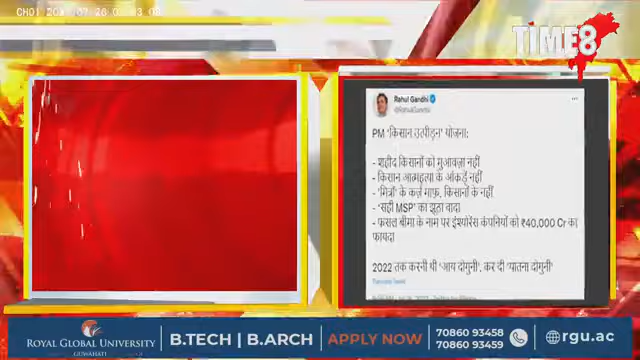 TIME8
Rahul Gandhi
@RahulGandhi
PM 'किसान उत्पीड़न' योजना:
- शहीद किसानों को मुआवज़ा नहीं
- किसान आत्महत्या के आंकड़ें नहीं
- 'मित्रों' के कर्ज़ माफ़, किसानों के नहीं
- 'सही MSP' का झूठा वादा
- फसल बीमा के नाम पर इंश्योरेंस कंपनियों को ₹40,000 Cr का
फायदा
2022 तक करनी थी 'आय दोगुनी', कर दी 'यातना दोगुनी'
ROYAL GLOBAL UNIVERSITY
GUWAHATI
B.TECH | B.ARCH | APPLY NOW
70860 93458
70860 93459
rgu.ac